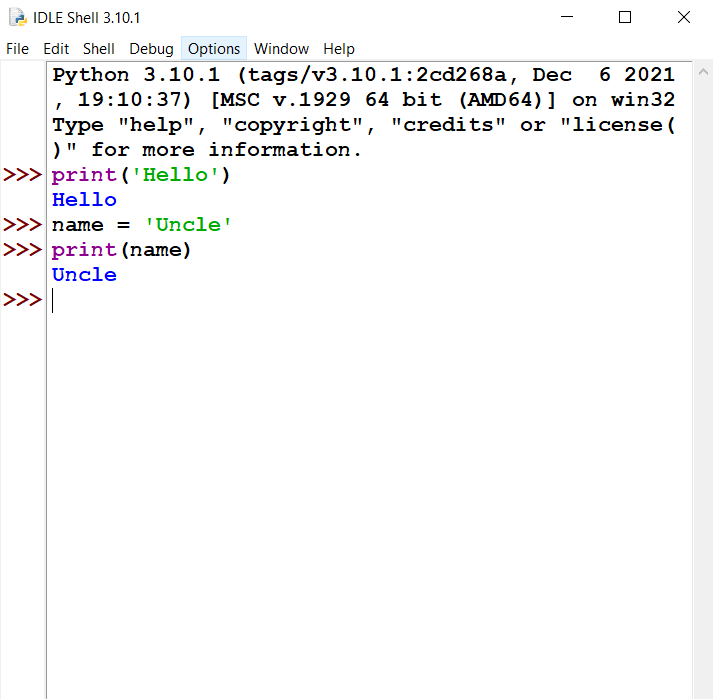 IDLE Shell 3.10.1
File Edit Shell Debug Options Window Help
Python 3.10.1 (tags/v3.10.1:2cd268a, Dec  6 2021
, 19:10:37) [MSC v.1929 64 bit (AMD64)] on win32
Type "help", "copyright", "credits" or "license(
)" for more information.
>>> print('Hello')
Hello
>>> name = 'Uncle'
>>> print(name)
Uncle
>>>